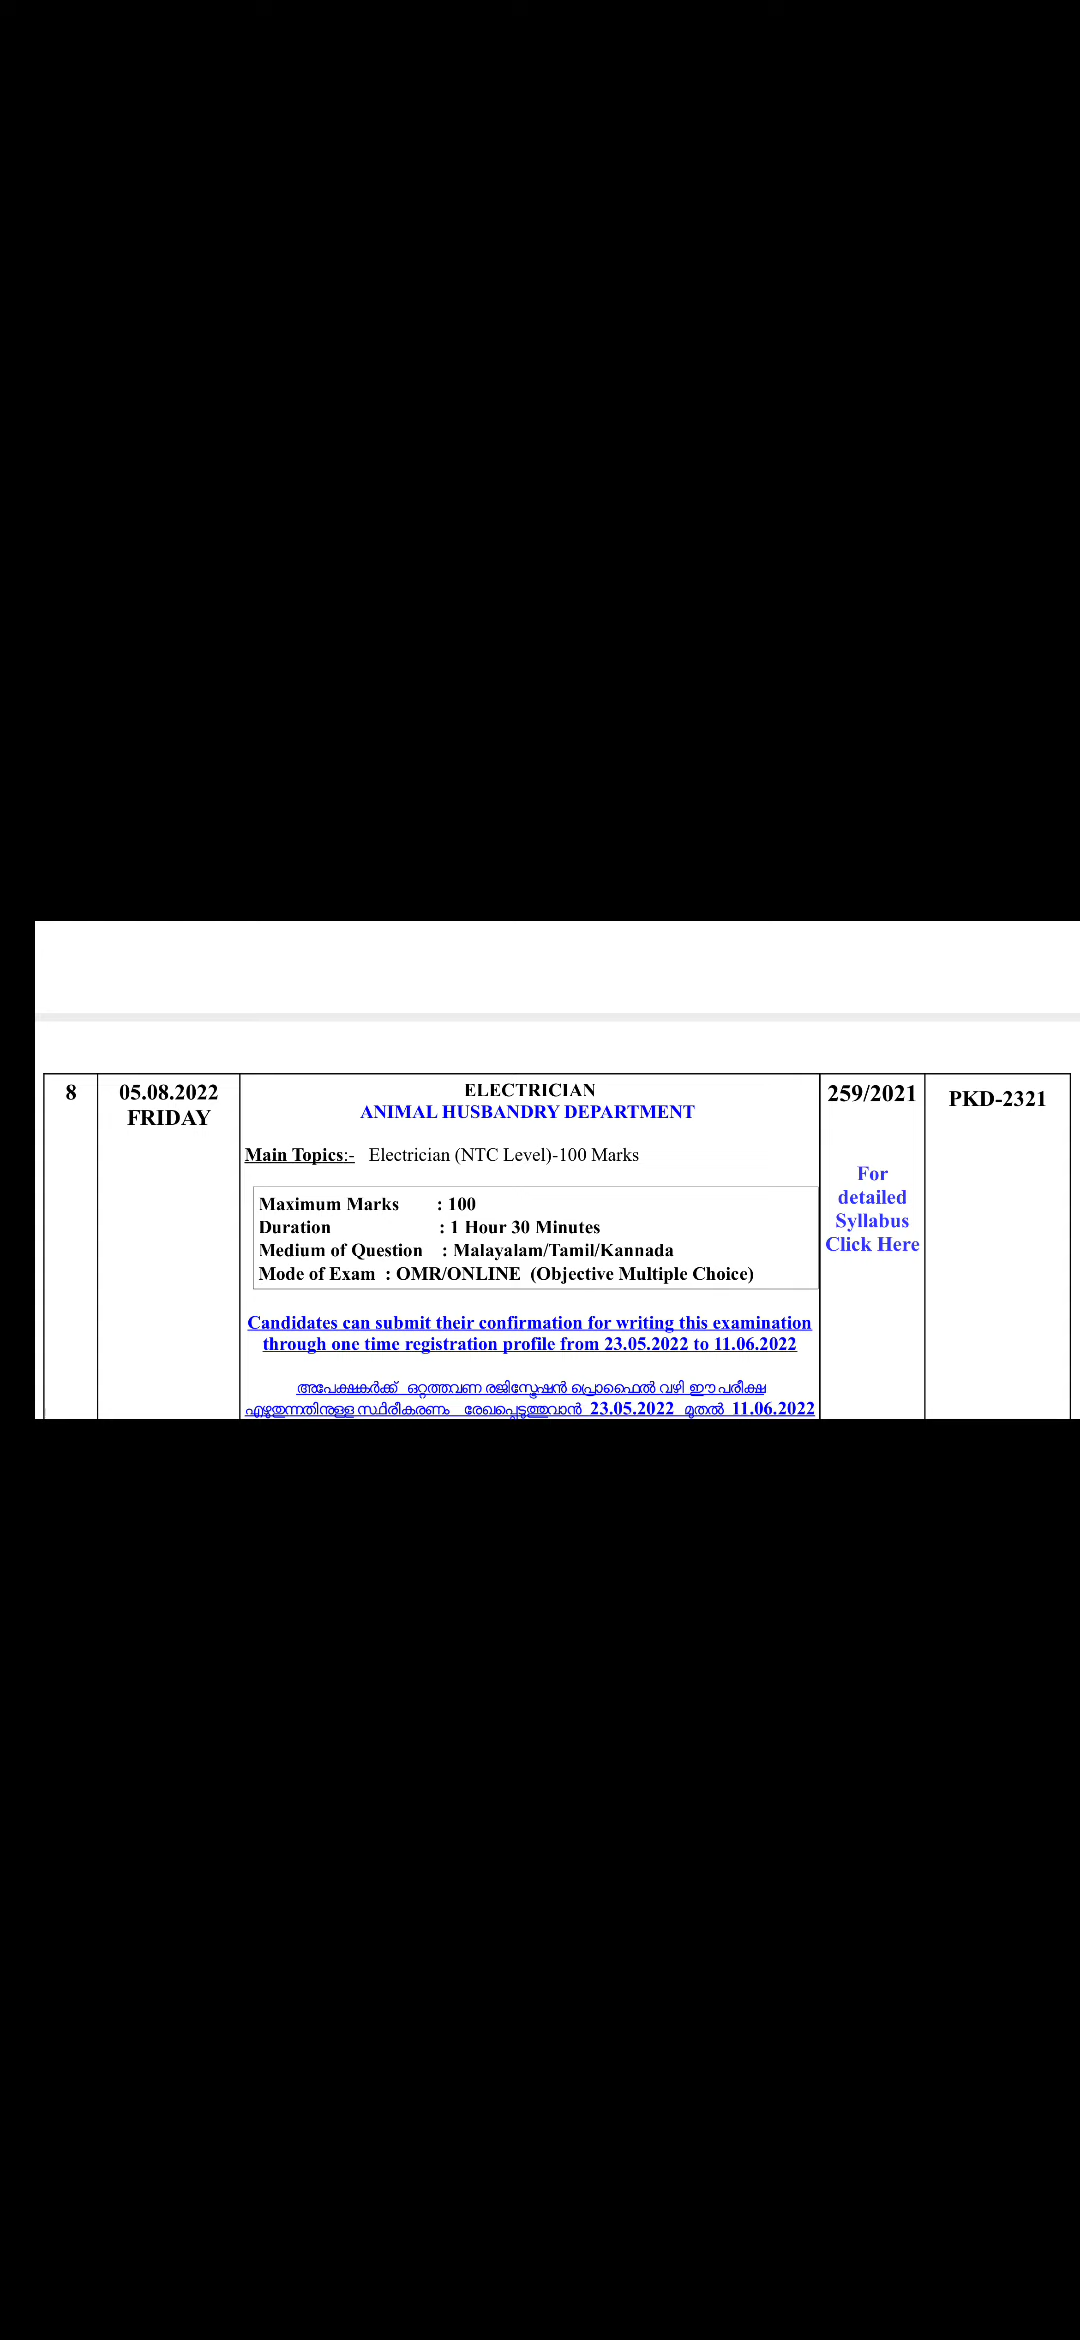 8
05.08.2022
FRIDAY
ELECTRICIAN
ANIMAL HUSBANDRY DEPARTMENT
Main Topics:- Electrician (NTC Level)-100 Marks
Maximum Marks : 100
Duration : 1 Hour 30 Minutes
Medium of Question : Malayalam/Tamil/Kannada
Mode of Exam : OMR/ONLINE (Objective Multiple Choice)
Candidates can submit their confirmation for writing this examination
through one time registration profile from 23.05.2022 to 11.06.2022
അപേക്ഷകർക്ക് ഒറ്റത്തവണ രജിസ്ട്രേഷൻ പ്രൊഫൈൽ വഴി ഈ പരീക്ഷ
എഴുതുന്നതിനുള്ള സ്ഥിരീകരണം രേഖപ്പെടുത്തുവാൻ 23.05.2022 മുതൽ 11.06.2022
259/2021
For
detailed
Syllabus
Click Here
PKD-2321